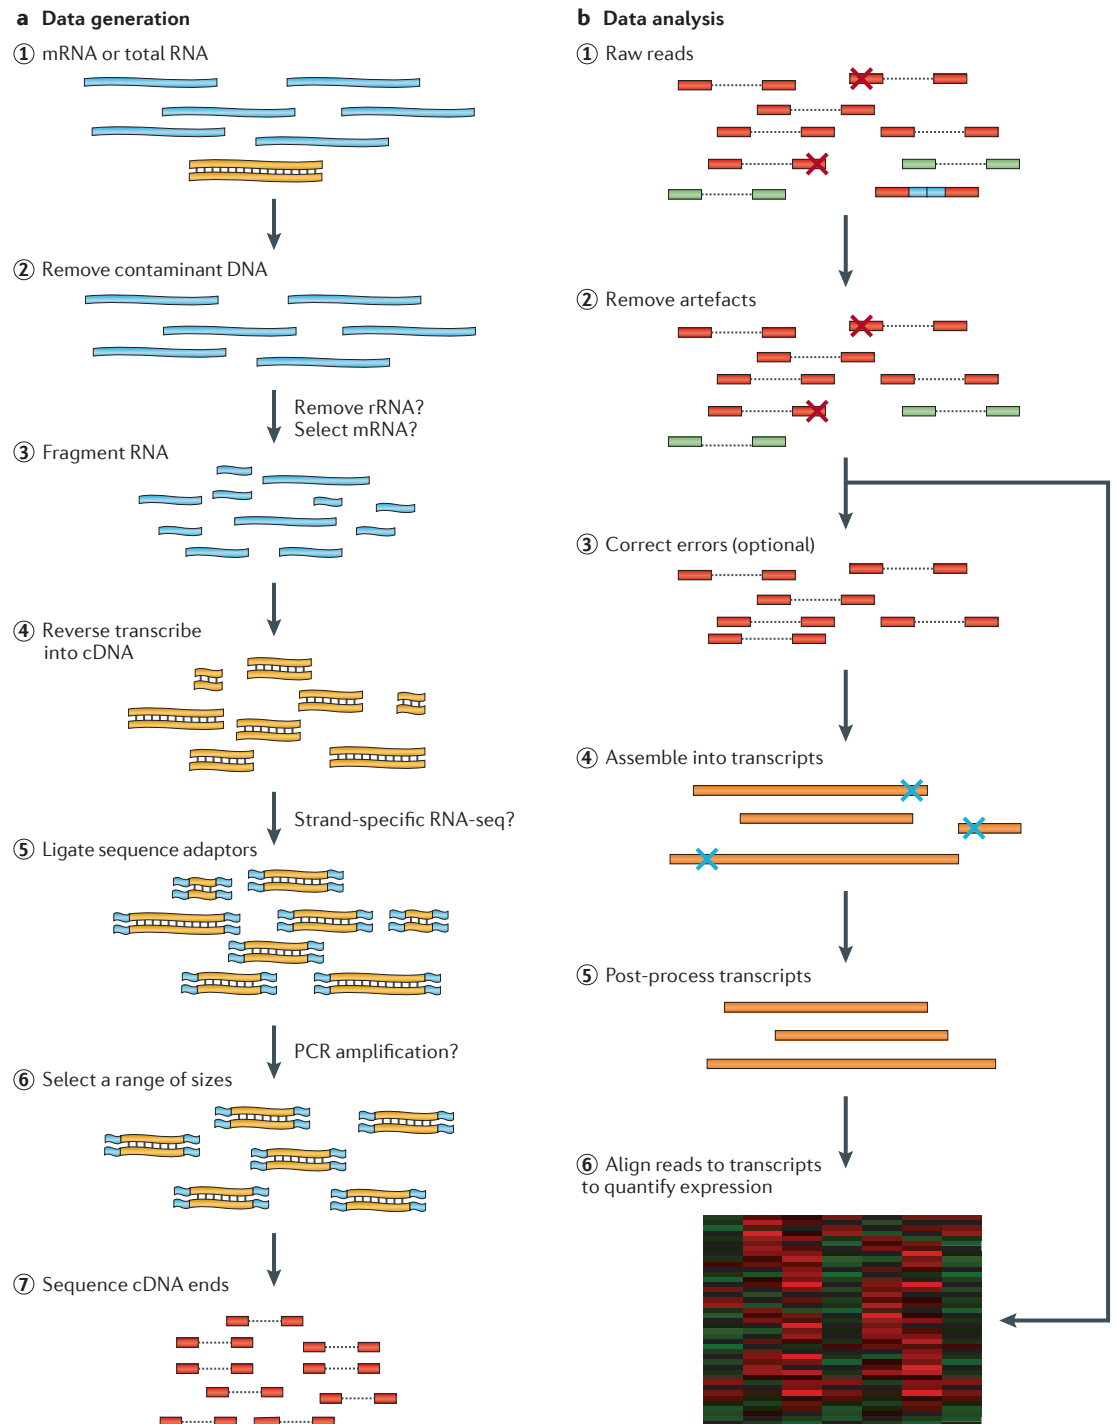 a Data generation
1 mRNA or total RNA
2 Remove contaminant DNA
Remove rRNA?
Select mRNA?
3 Fragment RNA
4 Reverse transcribe
into cDNA
Strand-specific RNA-seq?
5 Ligate sequence adaptors
PCR amplification?
6 Select a range of sizes
7 Sequence cDNA ends
b Data analysis
1 Raw reads
2 Remove artefacts
3 Correct errors (optional)
4 Assemble into transcripts
5 Post-process transcripts
6 Align reads to transcripts
to quantify expression